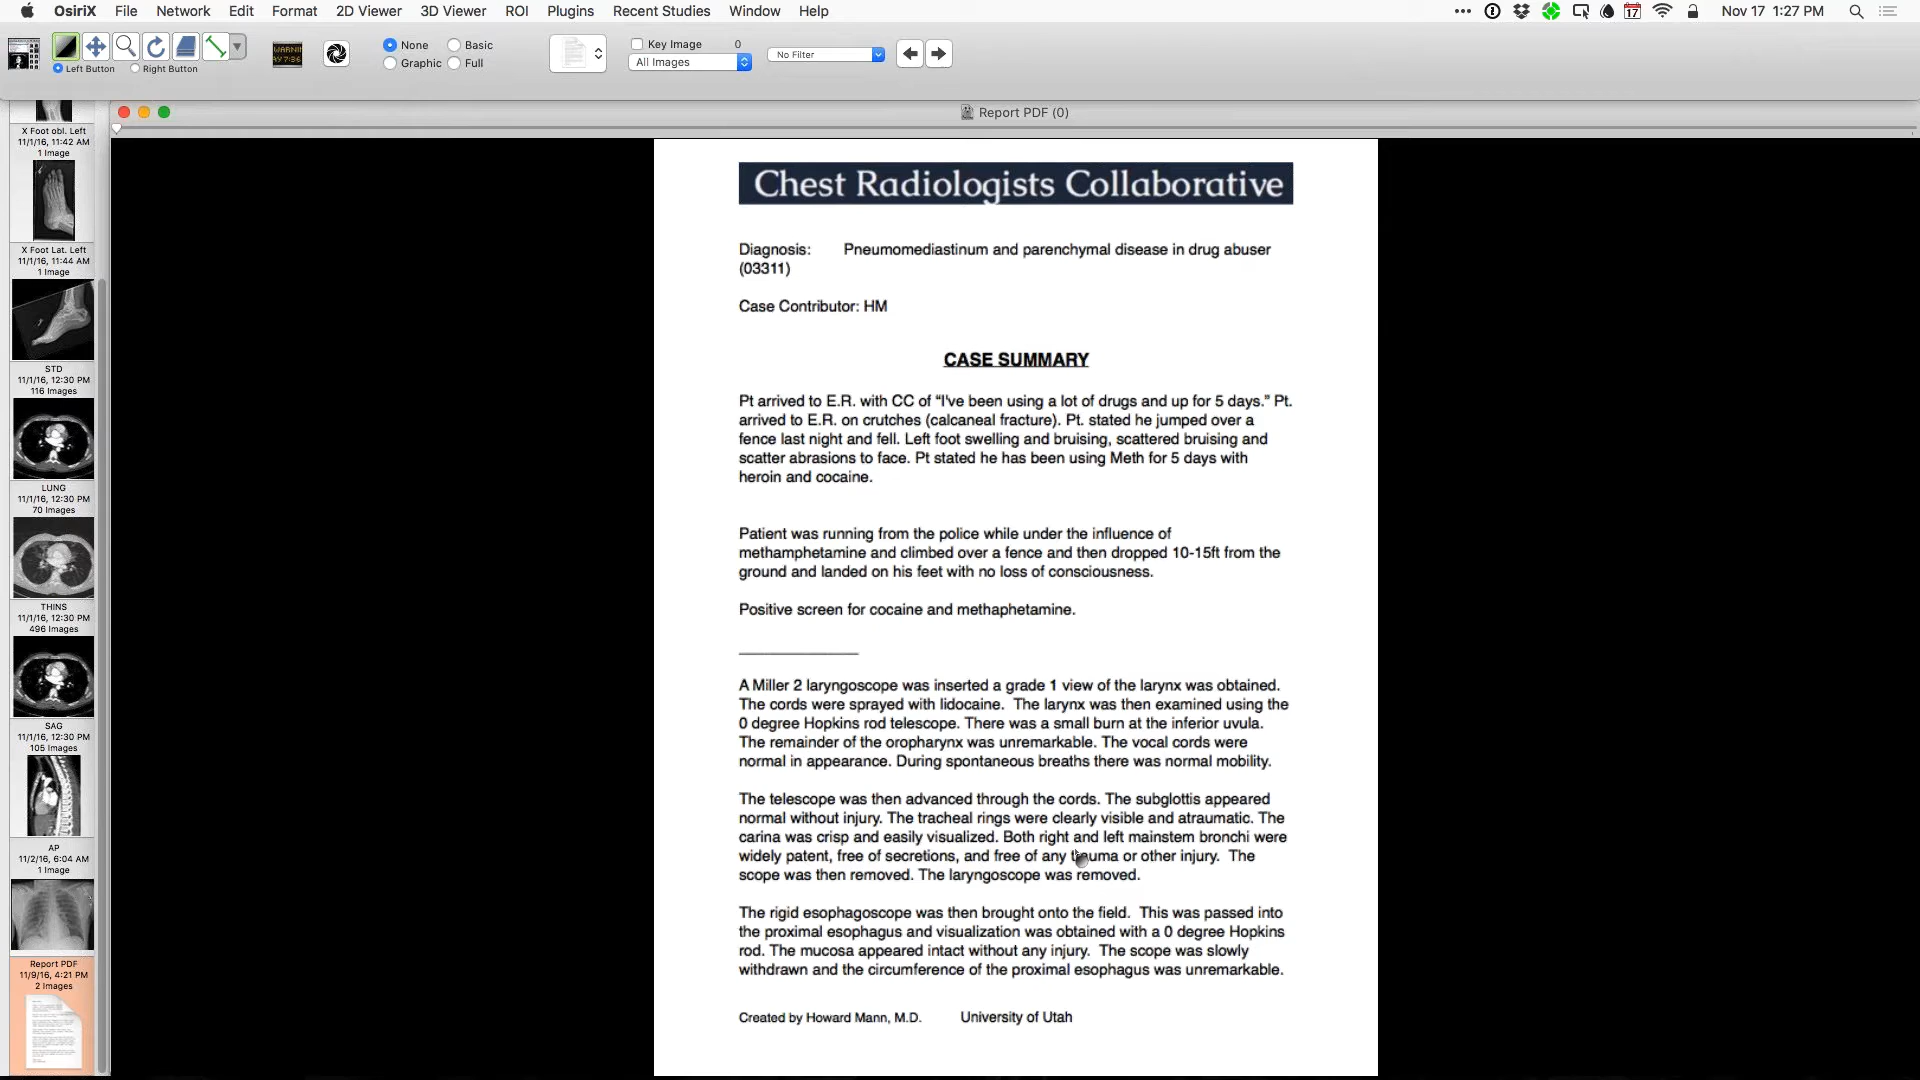 OsiriX File Network Edit Format 2D Viewer 3D Viewer ROI Plugins Recent Studies Window Help
17 Nov 17 1:27 PM
Left Button Right Button
None Basic
Graphic Full
Key Image 0
All Images
No Filter
Report PDF (0)
X Foot obl. Left
11/1/16, 11:42 AM
1 Image
X Foot Lat. Left
11/1/16, 11:44 AM
1 Image
STD
11/1/16, 12:30 PM
116 Images
LUNG
11/1/16, 12:30 PM
70 Images
THINS
11/1/16, 12:30 PM
496 Images
SAG
11/1/16, 12:30 PM
105 Images
AP
11/2/16, 6:04 AM
1 Image
Report PDF
11/9/16, 4:21 PM
2 Images
Chest Radiologists Collaborative
Diagnosis: Pneumomediastinum and parenchymal disease in drug abuser
(03311)
Case Contributor: HM
CASE SUMMARY
Pt arrived to E.R. with CC of “I've been using a lot of drugs and up for 5 days.” Pt.
arrived to E.R. on crutches (calcaneal fracture). Pt. stated he jumped over a
fence last night and fell. Left foot swelling and bruising, scattered bruising and
scatter abrasions to face. Pt stated he has been using Meth for 5 days with
heroin and cocaine.
Patient was running from the police while under the influence of
methamphetamine and climbed over a fence and then dropped 10-15ft from the
ground and landed on his feet with no loss of consciousness.
Positive screen for cocaine and methaphetamine.
A Miller 2 laryngoscope was inserted a grade 1 view of the larynx was obtained.
The cords were sprayed with lidocaine. The larynx was then examined using the
0 degree Hopkins rod telescope. There was a small burn at the inferior uvula.
The remainder of the oropharynx was unremarkable. The vocal cords were
normal in appearance. During spontaneous breaths there was normal mobility.
The telescope was then advanced through the cords. The subglottis appeared
normal without injury. The tracheal rings were clearly visible and atraumatic. The
carina was crisp and easily visualized. Both right and left mainstem bronchi were
widely patent, free of secretions, and free of any trauma or other injury. The
scope was then removed. The laryngoscope was removed.
The rigid esophagoscope was then brought onto the field. This was passed into
the proximal esophagus and visualization was obtained with a 0 degree Hopkins
rod. The mucosa appeared intact without any injury. The scope was slowly
withdrawn and the circumference of the proximal esophagus was unremarkable.
Created by Howard Mann, M.D. University of Utah